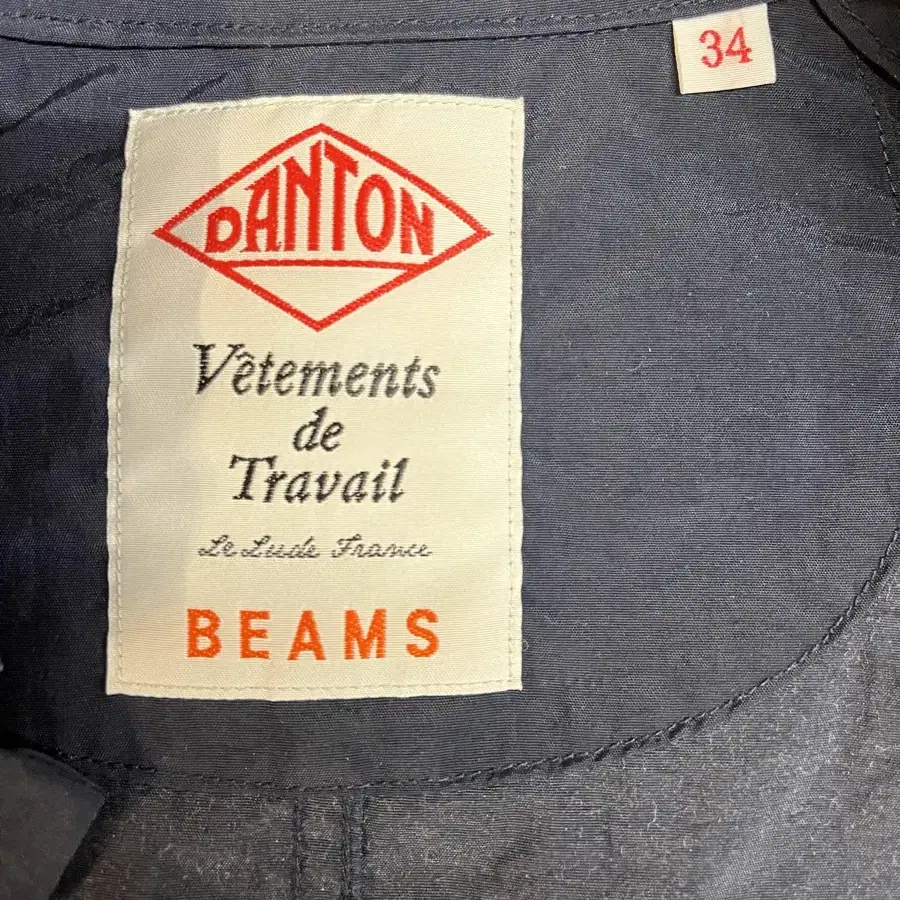 34
DANTON
Vêtements
de
Travail
Le Lude France
BEAMS